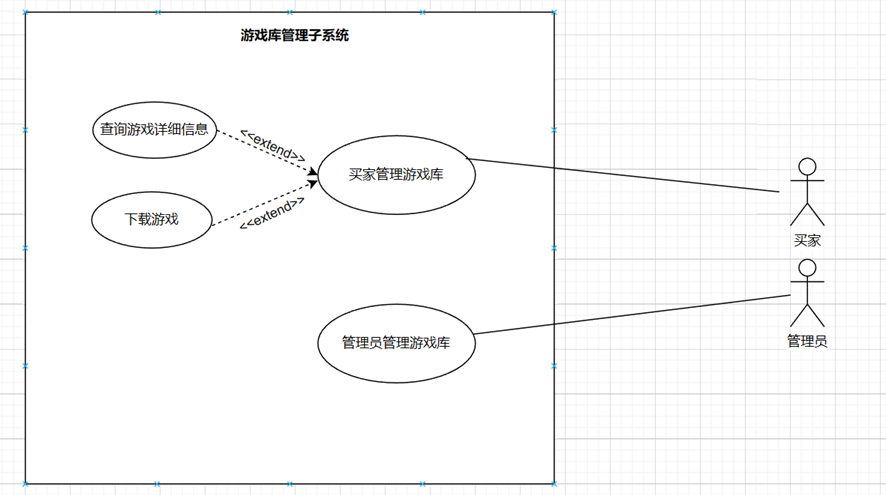 游戏库管理子系统
查询游戏详细信息
<<extend>>
买家管理游戏库
下载游戏
<<extend>>
买家
管理员管理游戏库
管理员